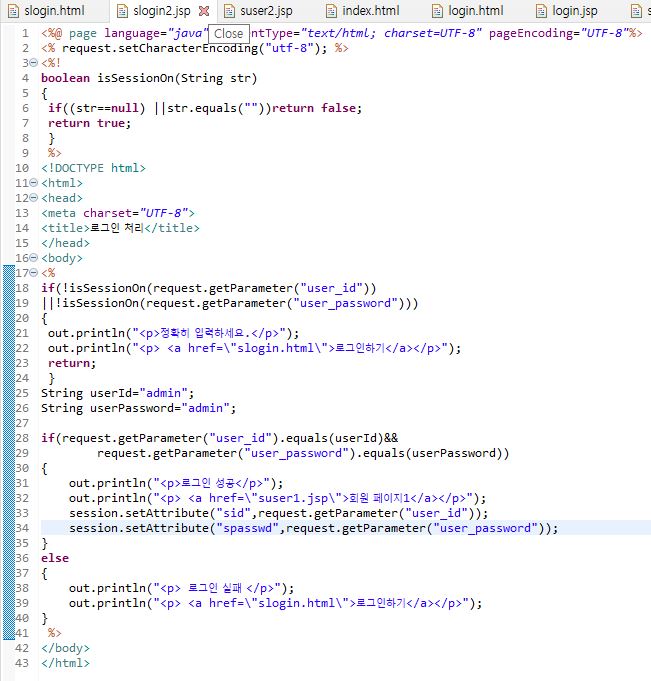 slogin.html slogin2.jsp suser2.jsp index.html login.html login.jsp s
1 <%@ page language="java" Close ntType="text/html; charset=UTF-8" pageEncoding="UTF-8"%>
2 <% request.setCharacterEncoding("utf-8"); %>
3 <%!
4 boolean isSessionOn(String str)
5 {
6 if((str==null) ||str.equals(""))return false;
7 return true;
8 }
9 %>
10 <!DOCTYPE html>
11 <html>
12 <head>
13 <meta charset="UTF-8">
14 <title>로그인 처리</title>
15 </head>
16 <body>
17 <%
18 if(!isSessionOn(request.getParameter("user_id"))
19 ||!isSessionOn(request.getParameter("user_password")))
20 {
21 out.println("<p>정확히 입력하세요.</p>");
22 out.println("<p> <a href=\"slogin.html\">로그인하기</a></p>");
23 return;
24 }
25 String userId="admin";
26 String userPassword="admin";
27
28 if(request.getParameter("user_id").equals(userId)&&
29 request.getParameter("user_password").equals(userPassword))
30 {
31 out.println("<p>로그인 성공</p>");
32 out.println("<p> <a href=\"suser1.jsp\">회원 페이지1</a></p>");
33 session.setAttribute("sid",request.getParameter("user_id"));
34 session.setAttribute("spasswd",request.getParameter("user_password"));
35 }
36 else
37 {
38 out.println("<p> 로그인 실패 </p>");
39 out.println("<p> <a href=\"slogin.html\">로그인하기</a></p>");
40 }
41 %>
42 </body>
43 </html>